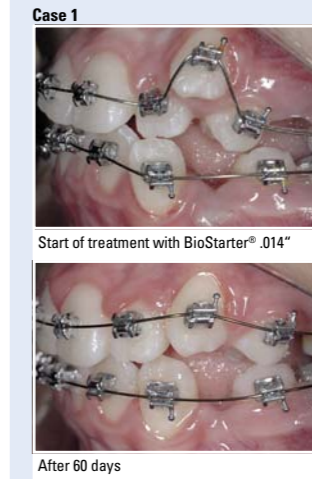 Case 1
Start of treatment with BioStarter® .014“
After 60 days